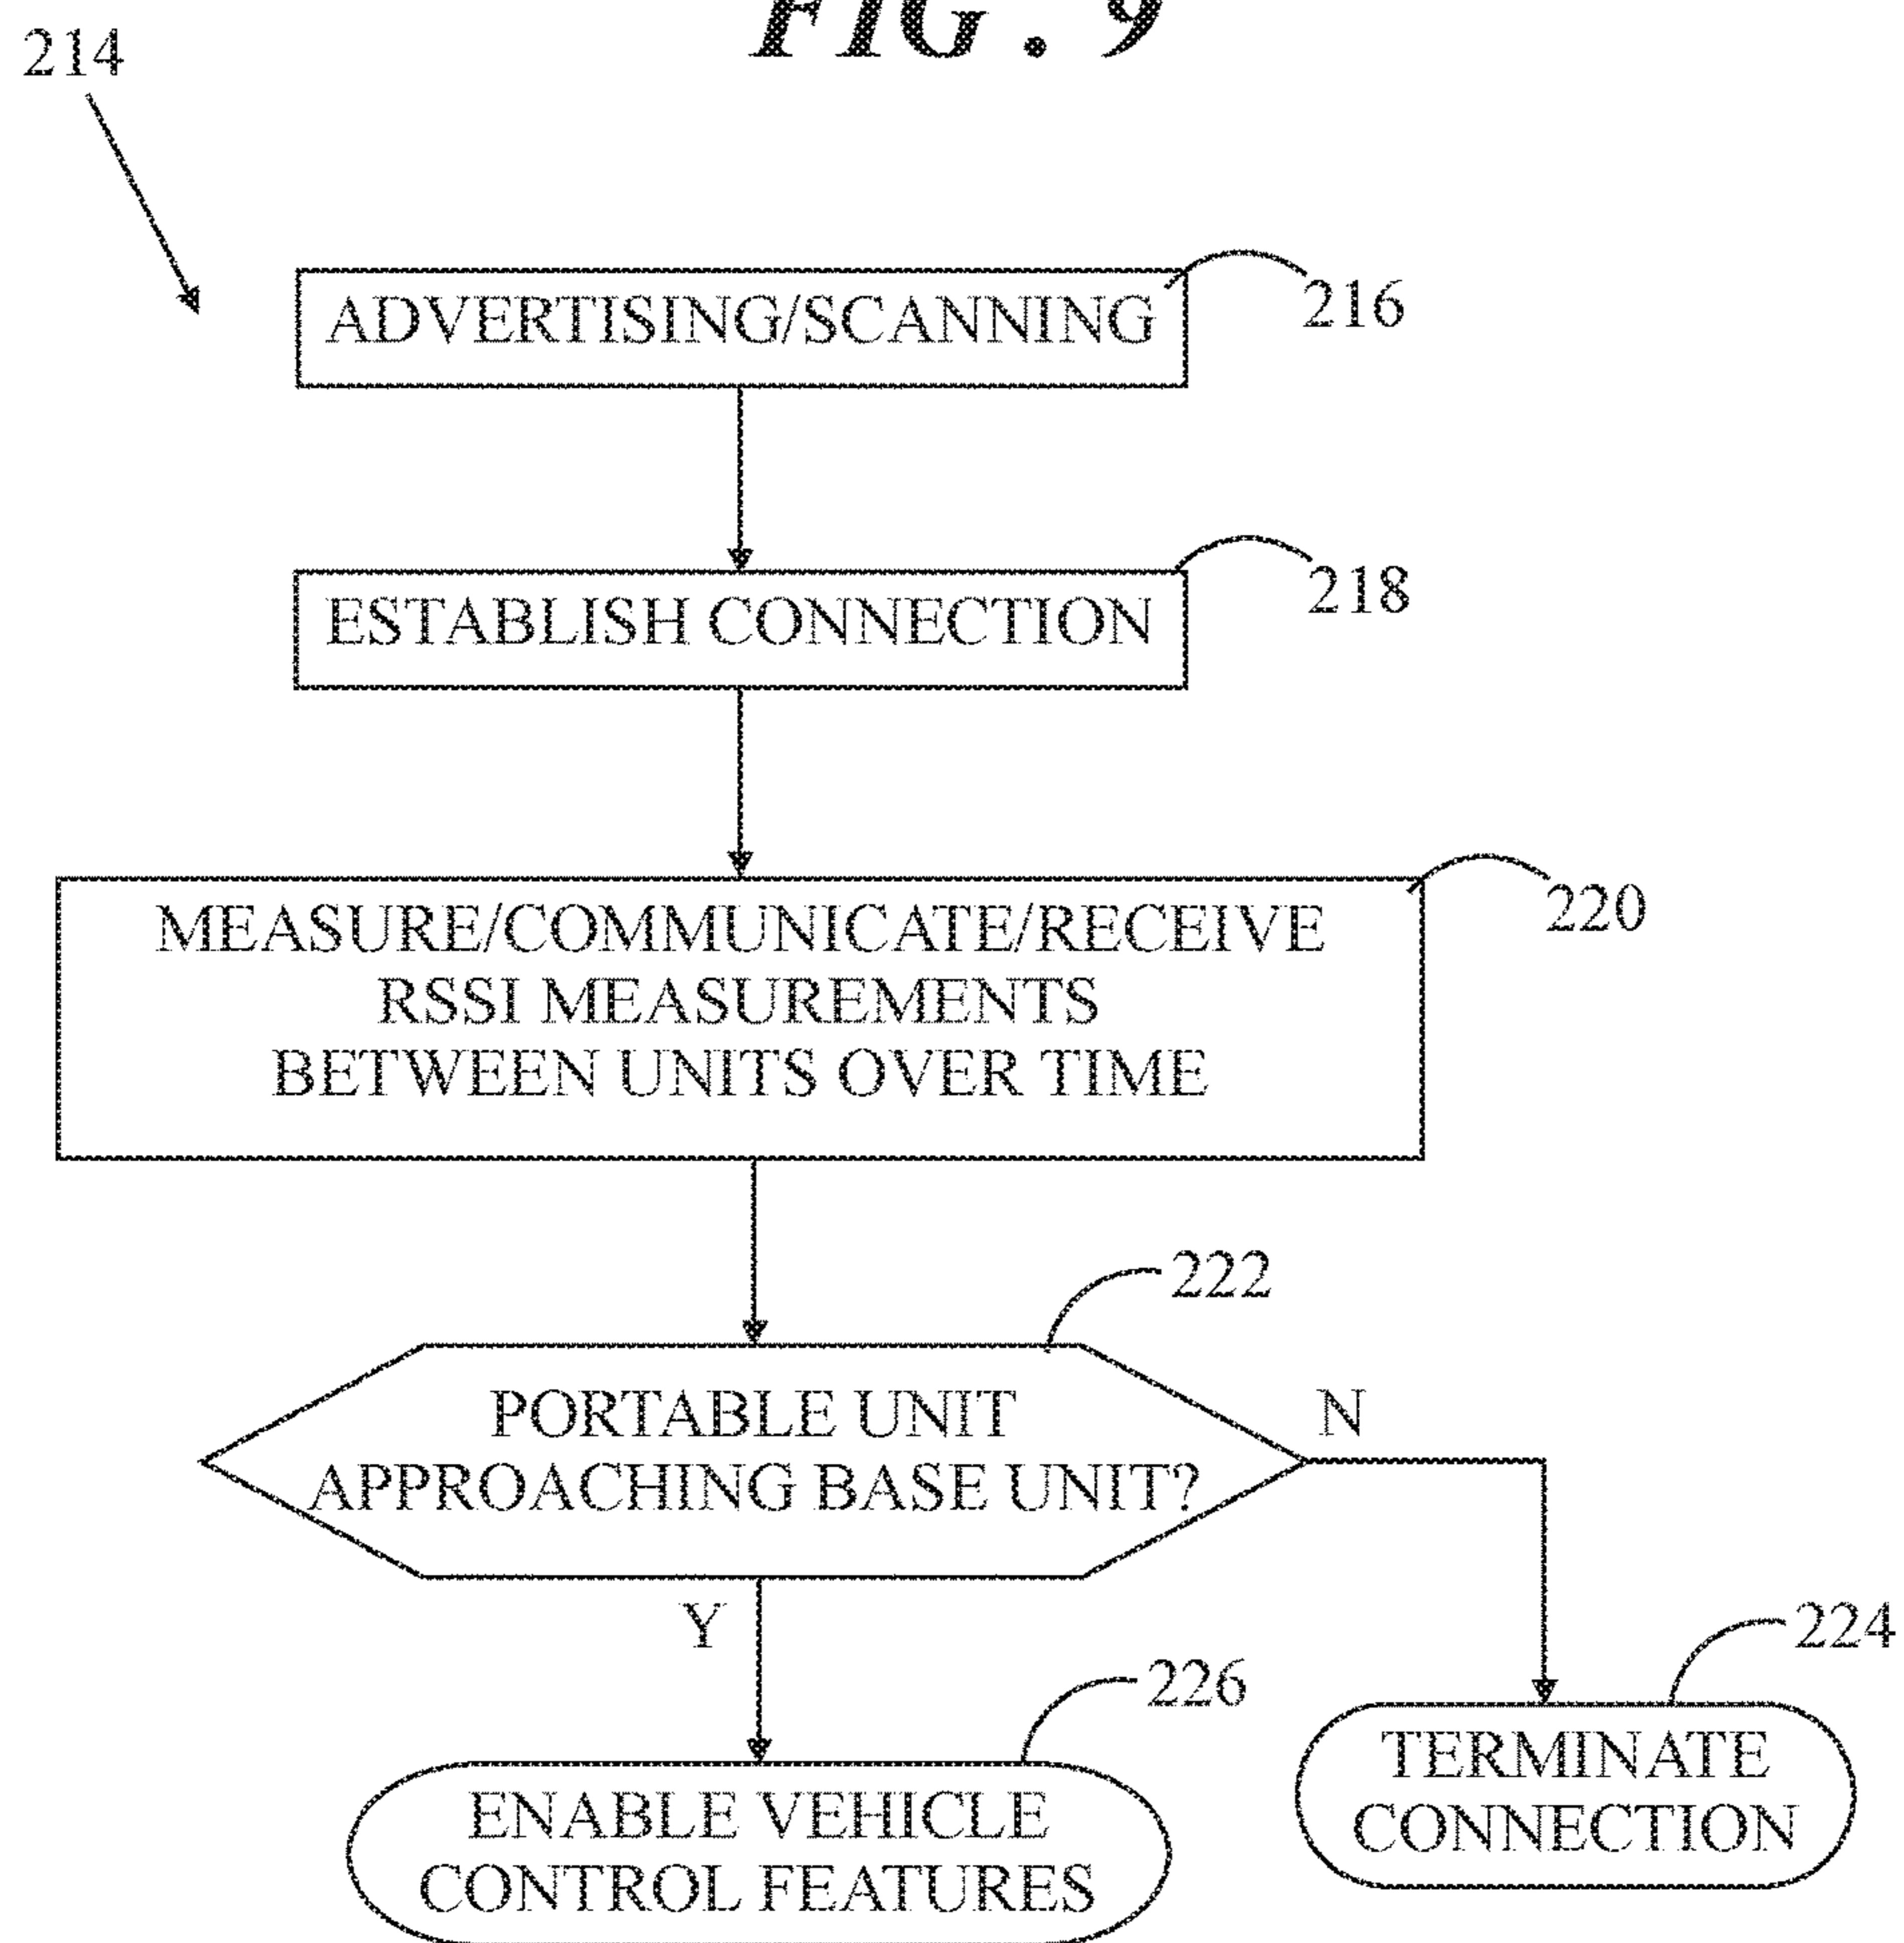 FIG. 9
214
ADVERTISING/SCANNING
216
ESTABLISH CONNECTION
218
MEASURE/COMMUNICATE/RECEIVE
RSSI MEASUREMENTS
BETWEEN UNITS OVER TIME
220
222
PORTABLE UNIT
APPROACHING BASE UNIT?
N
Y
224
226
TERMINATE
CONNECTION
ENABLE VEHICLE
CONTROL FEATURES